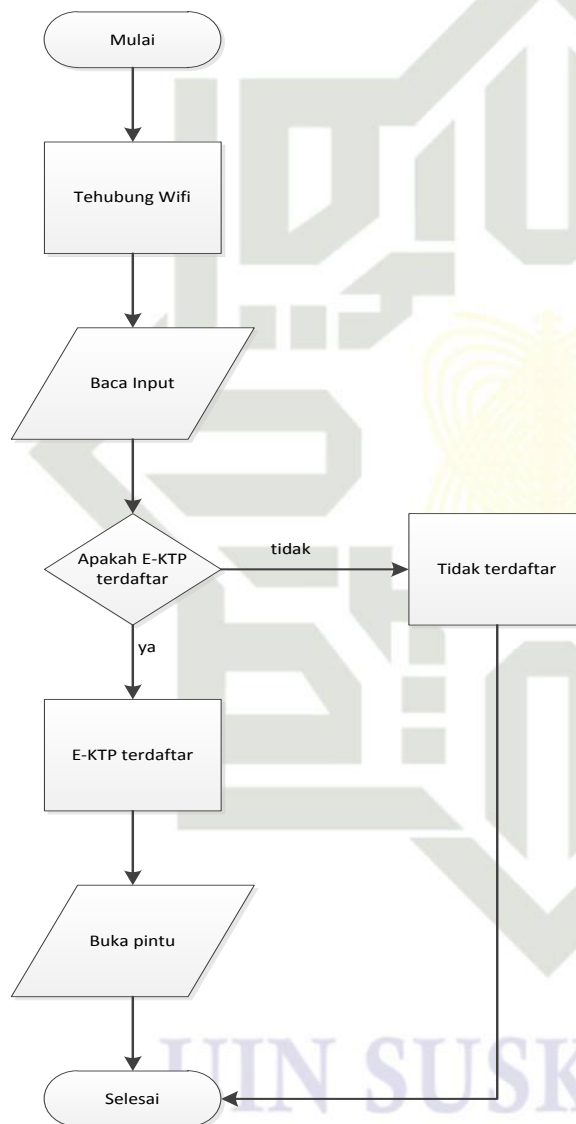 Mulai
Tehubung Wifi
Baca Input
Apakah E-KTP
terdaftar
tidak
Tidak terdaftar
ya
E-KTP terdaftar
Buka pintu
UIN SUSK
Selesai